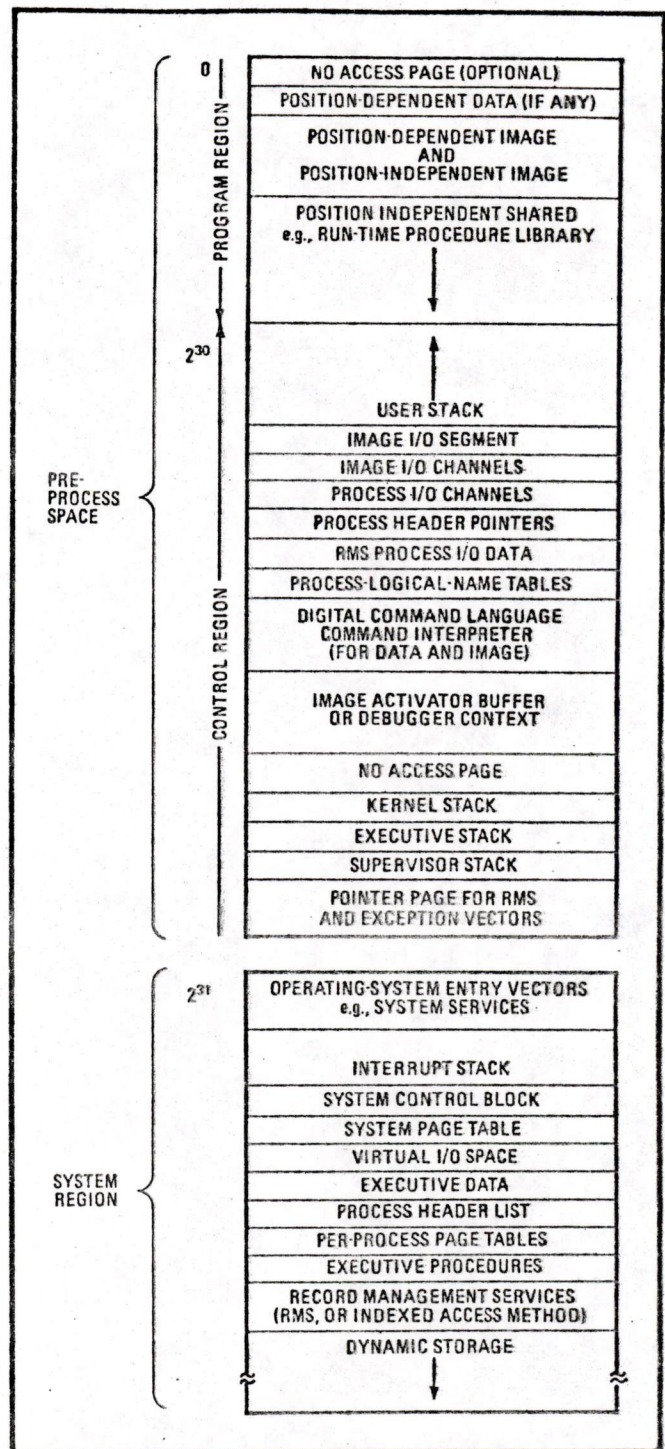 0
PROGRAM REGION
NO ACCESS PAGE (OPTIONAL)
POSITION-DEPENDENT DATA (IF ANY)
POSITION-DEPENDENT IMAGE
AND
POSITION-INDEPENDENT IMAGE
POSITION INDEPENDENT SHARED
e.g., RUN-TIME PROCEDURE LIBRARY
2³⁰
PRE-
PROCESS
SPACE
CONTROL REGION
USER STACK
IMAGE I/O SEGMENT
IMAGE I/O CHANNELS
PROCESS I/O CHANNELS
PROCESS HEADER POINTERS
RMS PROCESS I/O DATA
PROCESS-LOGICAL-NAME TABLES
DIGITAL COMMAND LANGUAGE
COMMAND INTERPRETER
(FOR DATA AND IMAGE)
IMAGE ACTIVATOR BUFFER
OR DEBUGGER CONTEXT
NO ACCESS PAGE
KERNEL STACK
EXECUTIVE STACK
SUPERVISOR STACK
POINTER PAGE FOR RMS
AND EXCEPTION VECTORS
2³¹
SYSTEM
REGION
OPERATING-SYSTEM ENTRY VECTORS
e.g., SYSTEM SERVICES
INTERRUPT STACK
SYSTEM CONTROL BLOCK
SYSTEM PAGE TABLE
VIRTUAL I/O SPACE
EXECUTIVE DATA
PROCESS HEADER LIST
PER-PROCESS PAGE TABLES
EXECUTIVE PROCEDURES
RECORD MANAGEMENT SERVICES
(RMS, OR INDEXED ACCESS METHOD)
DYNAMIC STORAGE